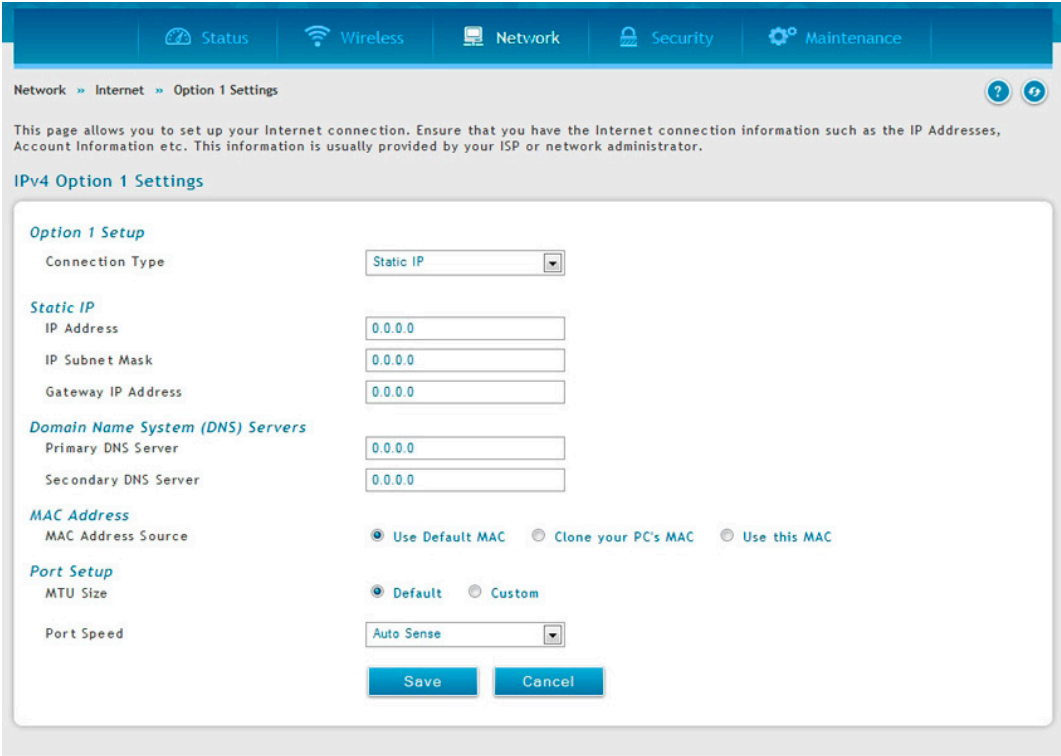 Status Wireless Network Security Maintenance
Network » Internet » Option 1 Settings
This page allows you to set up your Internet connection. Ensure that you have the Internet connection information such as the IP Addresses,
Account Information etc. This information is usually provided by your ISP or network administrator.
IPv4 Option 1 Settings
Option 1 Setup
Connection Type Static IP
Static IP
IP Address 0.0.0.0
IP Subnet Mask 0.0.0.0
Gateway IP Address 0.0.0.0
Domain Name System (DNS) Servers
Primary DNS Server 0.0.0.0
Secondary DNS Server 0.0.0.0
MAC Address
MAC Address Source Use Default MAC Clone your PC's MAC Use this MAC
Port Setup
MTU Size Default Custom
Port Speed Auto Sense
Save Cancel